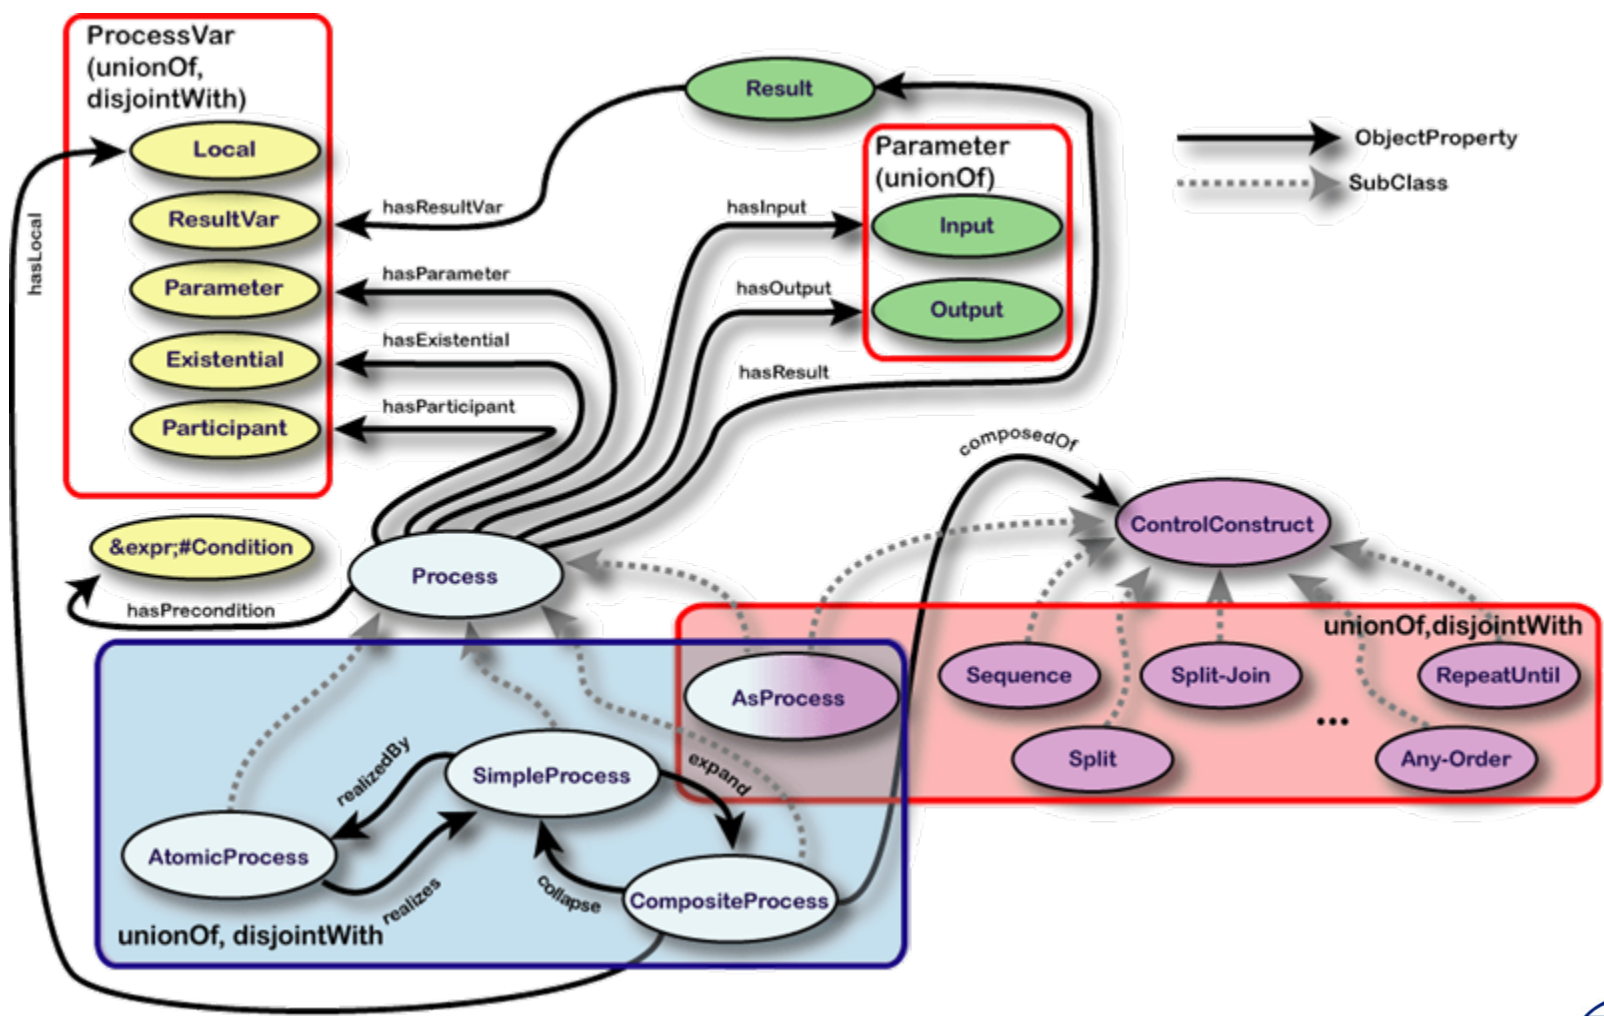 ProcessVar
(unionOf,
disjointWith)
Local
ResultVar
Parameter
Existential
Participant
hasLocal
Result
Parameter
(unionOf)
Input
Output
ObjectProperty
SubClass
hasResultVar
hasParameter
hasExistential
hasParticipant
hasInput
hasOutput
hasResult
composedOf
&expr;#Condition
hasPrecondition
Process
ControlConstruct
unionOf,disjointWith
AsProcess
Sequence
Split-Join
RepeatUntil
...
Split
Any-Order
realizedBy
SimpleProcess
expand
AtomicProcess
realizes
collapse
CompositeProcess
unionOf, disjointWith